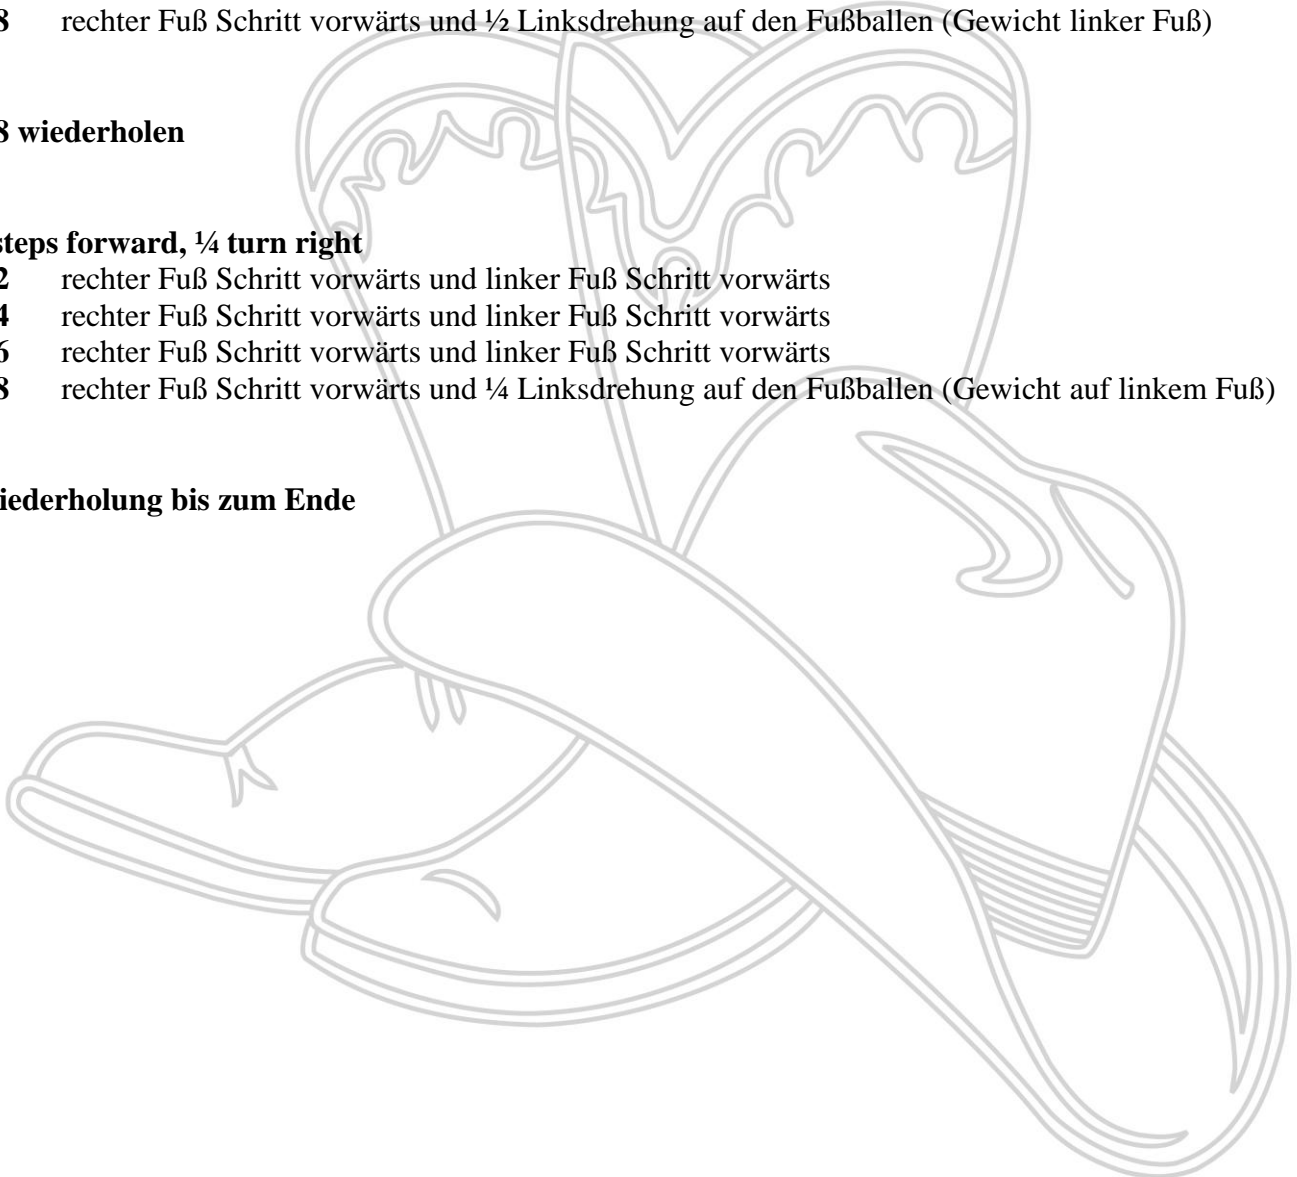 8 rechter Fuß Schritt vorwärts und ½ Linksdrehung auf den Fußballen (Gewicht linker Fuß)
8 wiederholen
steps forward, ¼ turn right
2 rechter Fuß Schritt vorwärts und linker Fuß Schritt vorwärts
4 rechter Fuß Schritt vorwärts und linker Fuß Schritt vorwärts
6 rechter Fuß Schritt vorwärts und linker Fuß Schritt vorwärts
8 rechter Fuß Schritt vorwärts und ¼ Linksdrehung auf den Fußballen (Gewicht auf linkem Fuß)
iederholung bis zum Ende